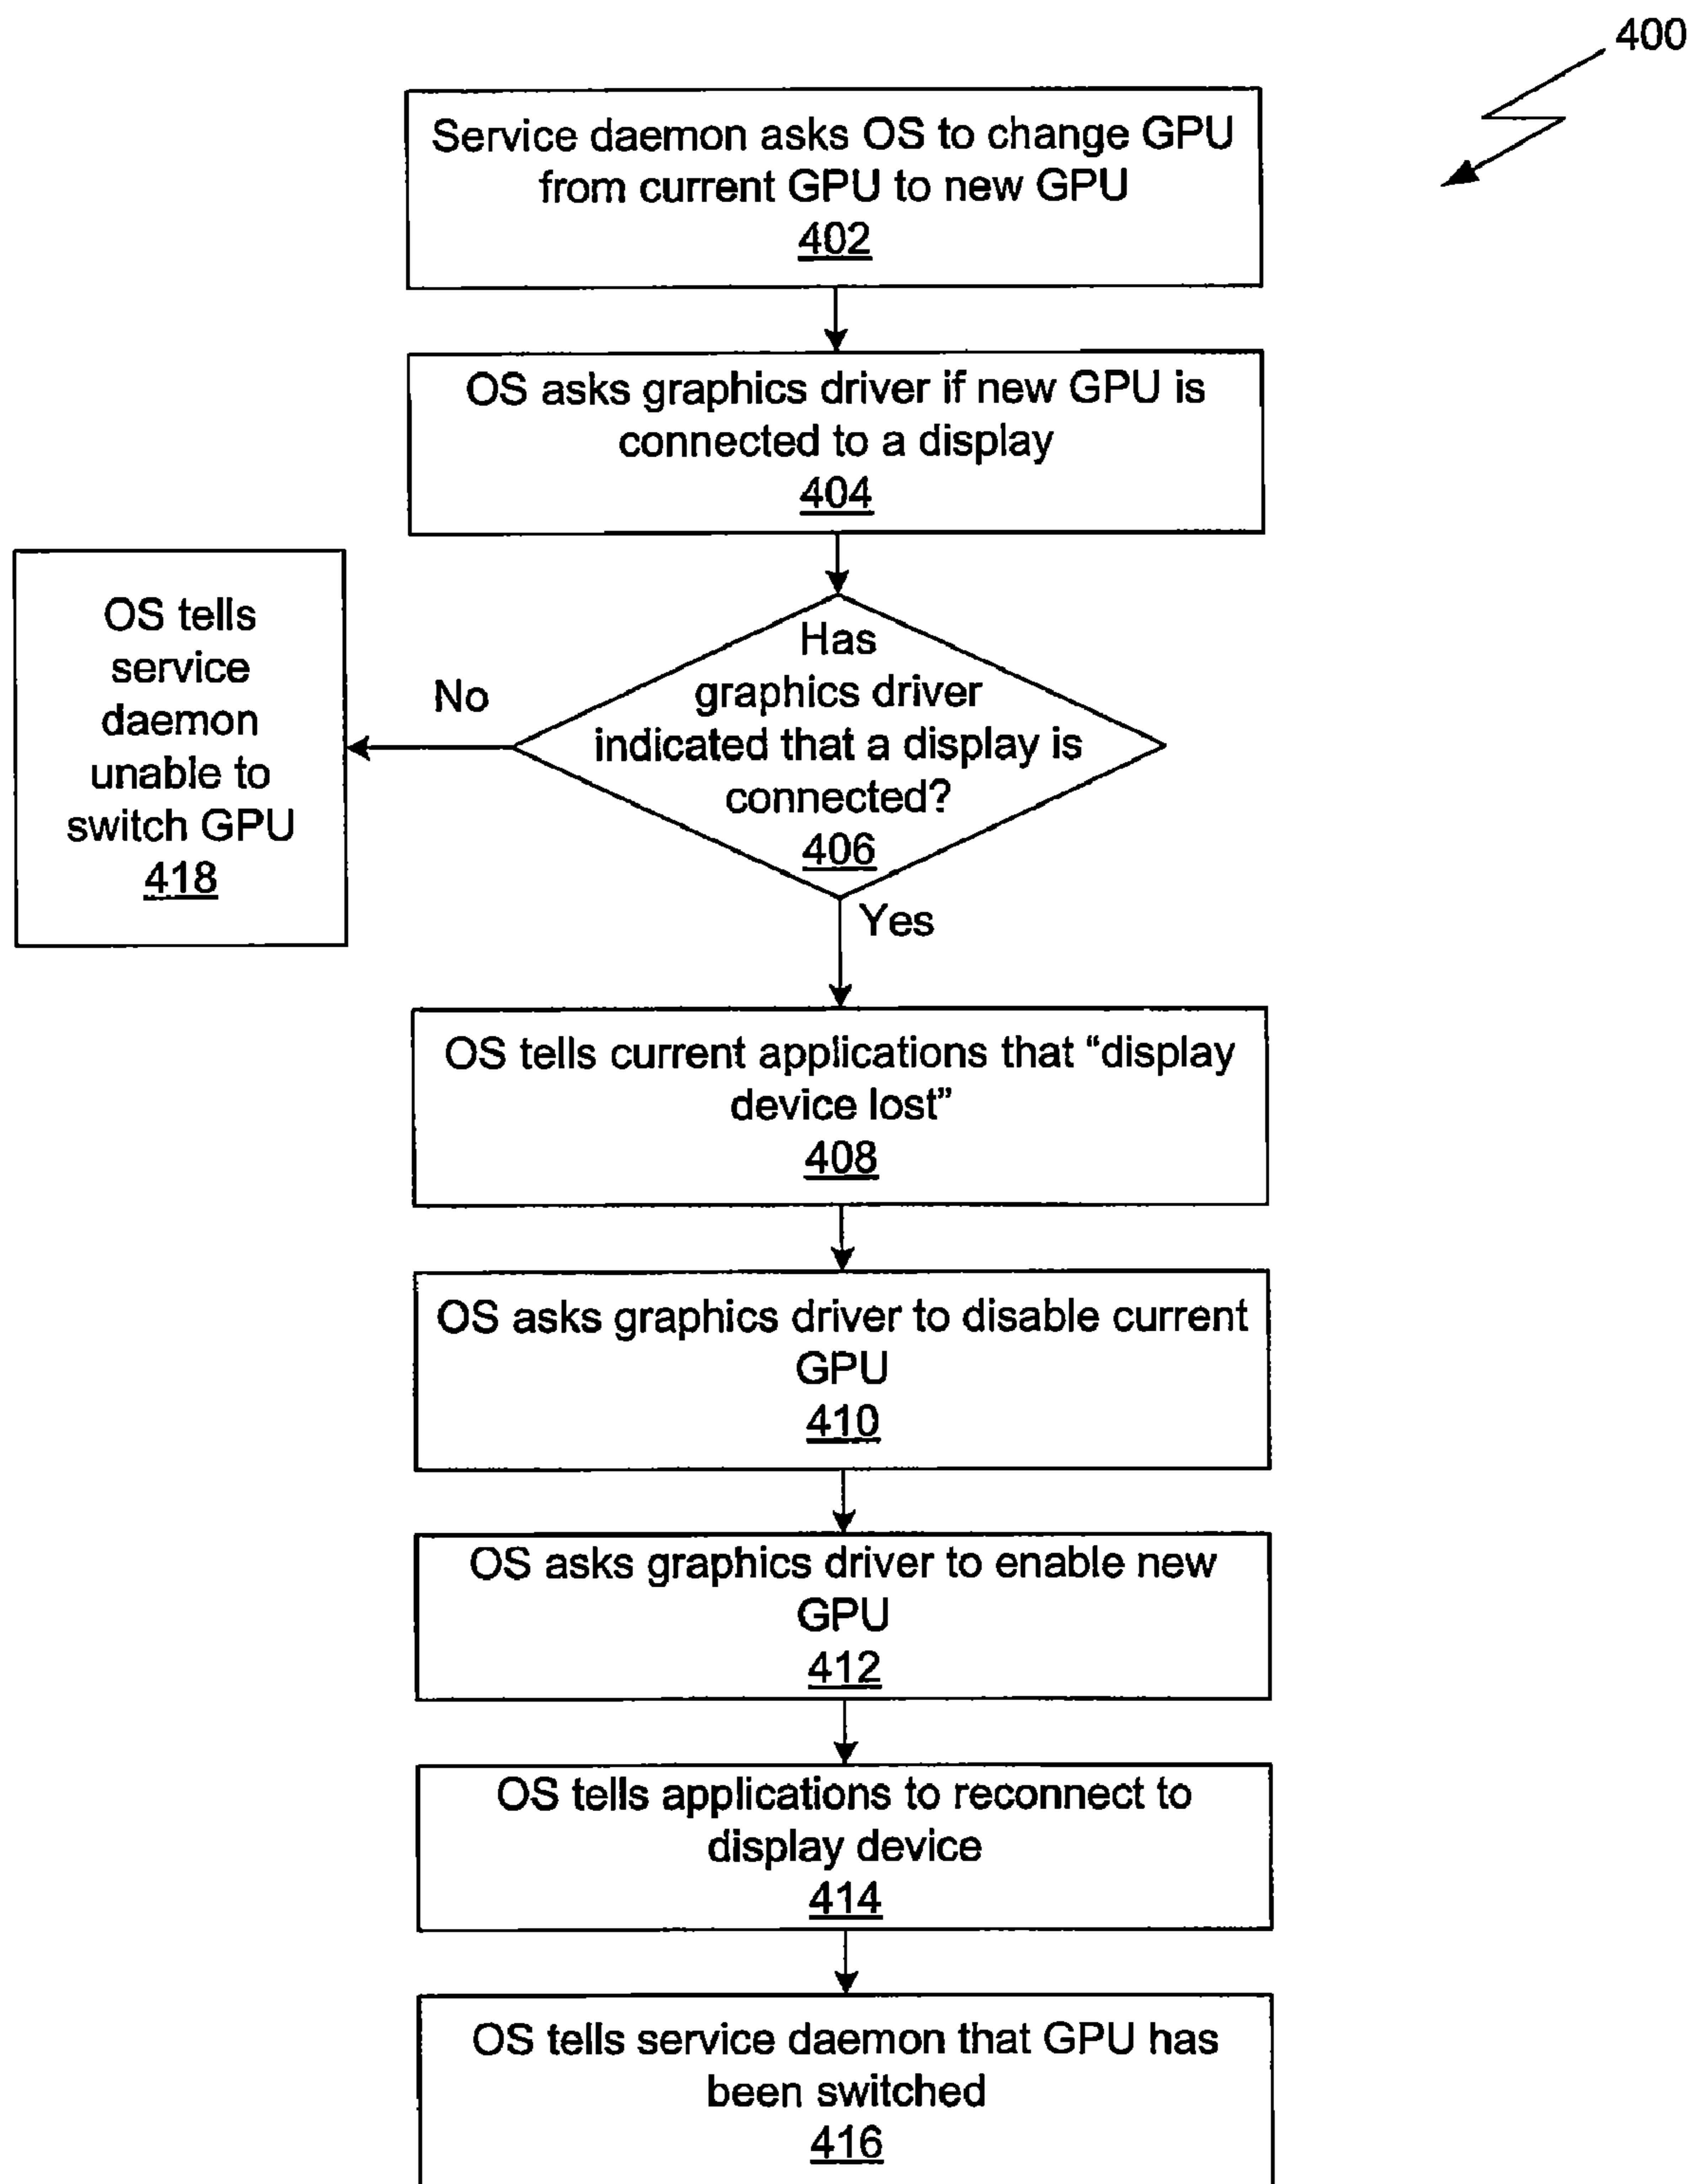 400
Service daemon asks OS to change GPU
from current GPU to new GPU
402
OS asks graphics driver if new GPU is
connected to a display
404
Has
graphics driver
indicated that a display is
connected?
406
No
OS tells
service
daemon
unable to
switch GPU
418
Yes
OS tells current applications that “display
device lost”
408
OS asks graphics driver to disable current
GPU
410
OS asks graphics driver to enable new
GPU
412
OS tells applications to reconnect to
display device
414
OS tells service daemon that GPU has
been switched
416